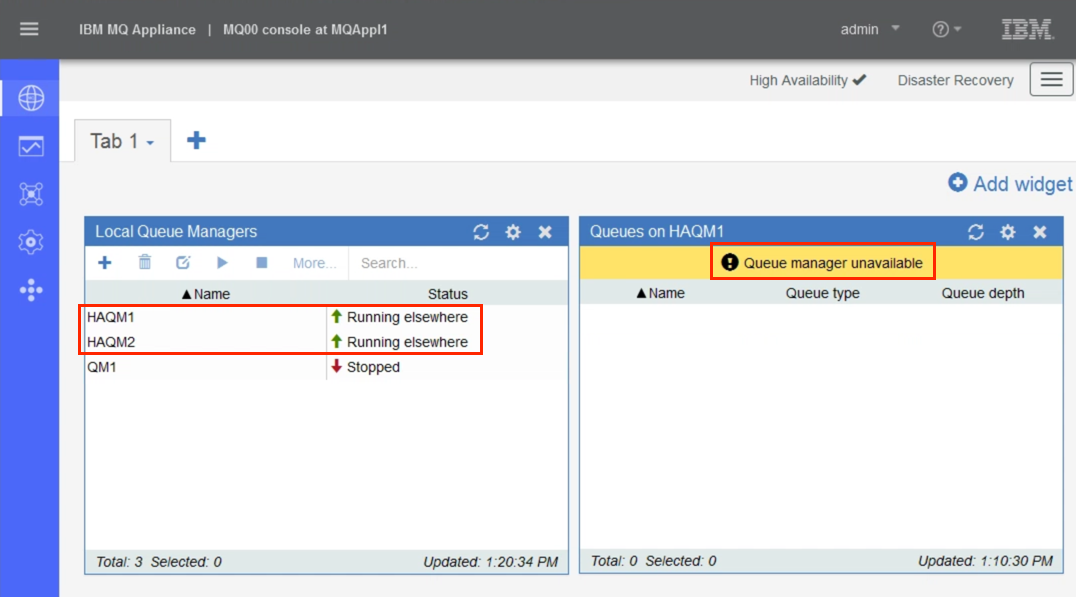 IBM MQ Appliance | MQ00 console at MQAppl1
admin
IBM
High Availability
Disaster Recovery
Tab 1
Add widget
Local Queue Managers
More...
Search...
Name
Status
HAQM1
Running elsewhere
HAQM2
Running elsewhere
QM1
Stopped
Total: 3 Selected: 0
Updated: 1:20:34 PM
Queues on HAQM1
Queue manager unavailable
Name
Queue type
Queue depth
Total: 0 Selected: 0
Updated: 1:10:30 PM